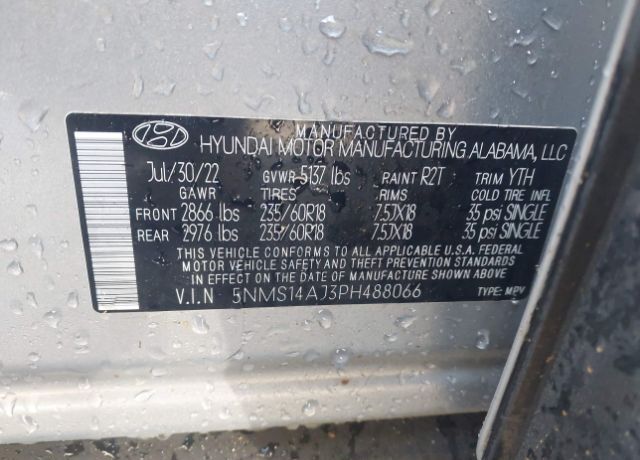 MANUFACTURED BY
HYUNDAI MOTOR MANUFACTURING ALABAMA, LLC
Jul/30/22 GVWR 5137 lbs PAINT R2T TRIM YTH
GAWR TIRES RIMS COLD TIRE INFL
FRONT 2866 lbs 235/60R18 7.5JX18 35 psi SINGLE
REAR 2976 lbs 235/60R18 7.5JX18 35 psi SINGLE
THIS VEHICLE CONFORMS TO ALL APPLICABLE U.S.A. FEDERAL
MOTOR VEHICLE SAFETY AND THEFT PREVENTION STANDARDS
IN EFFECT ON THE DATE OF MANUFACTURE SHOWN ABOVE
V.I.N 5NMS14AJ3PH488066 TYPE: MPV